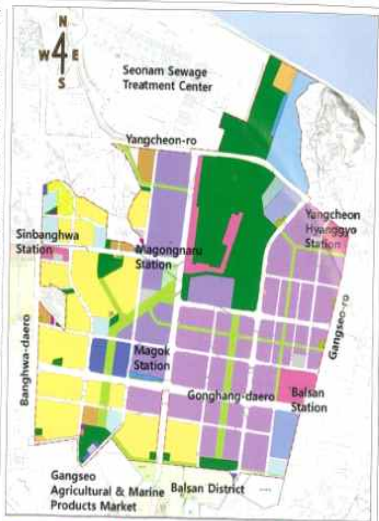 N
W E
S
Seonam Sewage
Treatment Center
Yangcheon-ro
Yangcheon
Hyanggyo
Station
Sinbanghwa
Station
Magongnaru
Station
Gangseo-ro
Banghwa-daero
Magok
Station
Gonghang-daero
Balsan
Station
Gangseo
Agricultural & Marine
Products Market
Balsan District